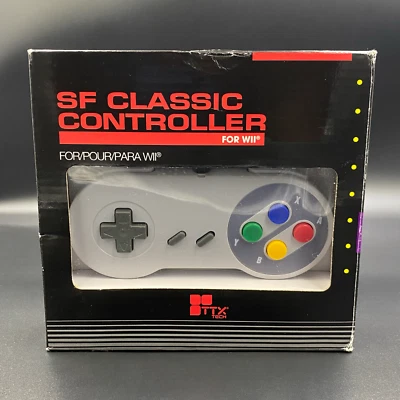 SF CLASSIC
CONTROLLER
FOR WII®
FOR/POUR/PARA WII®
X
A
Y
B
TTX
TECH